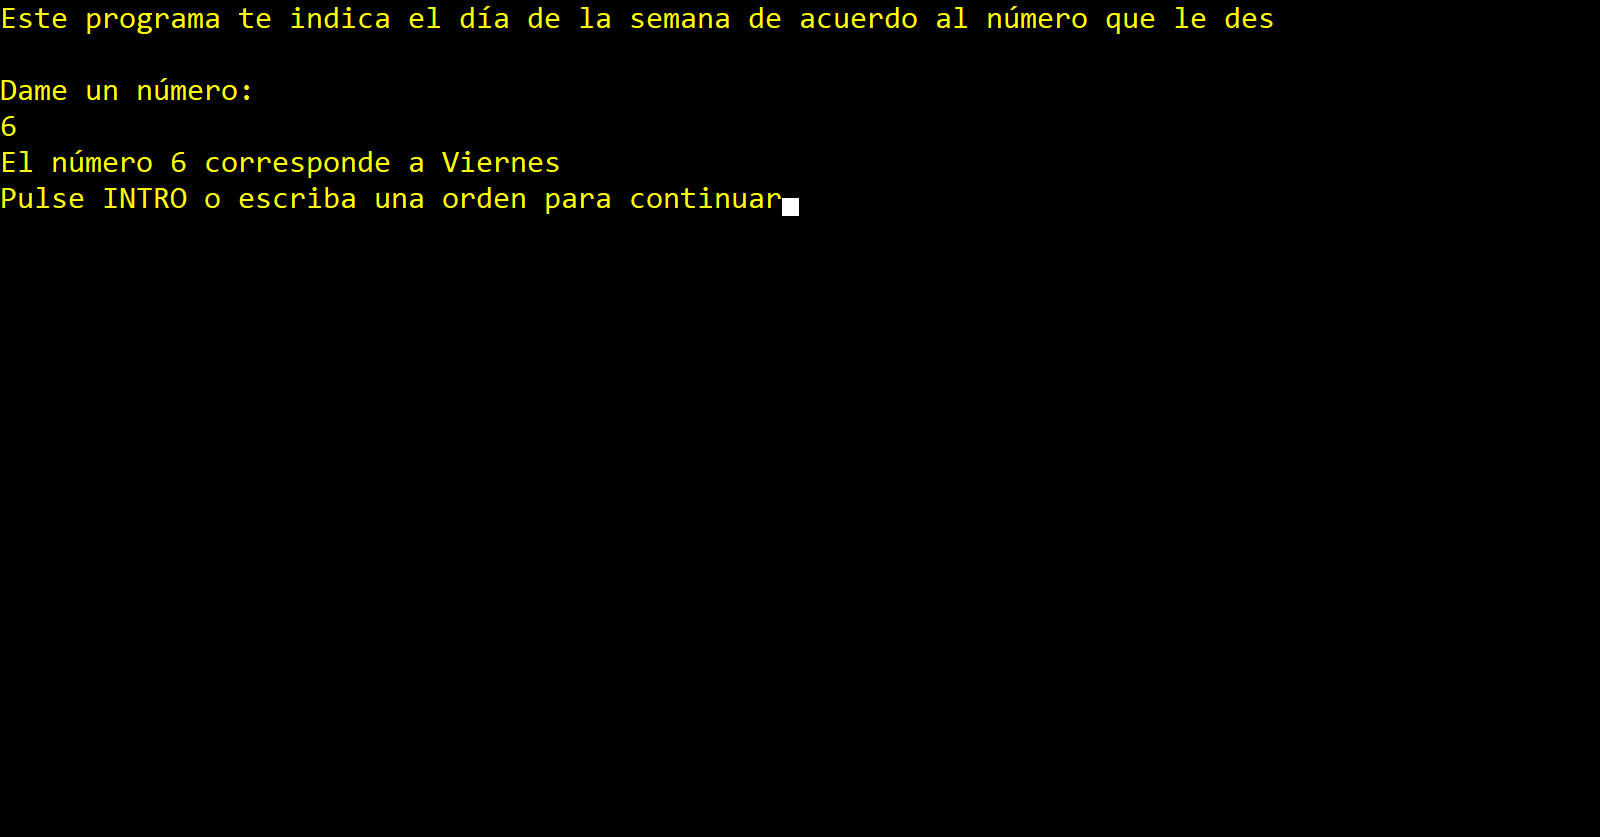 Este programa te indica el día de la semana de acuerdo al número que le des
Dame un número:
6
El número 6 corresponde a Viernes
Pulse INTRO o escriba una orden para continuar